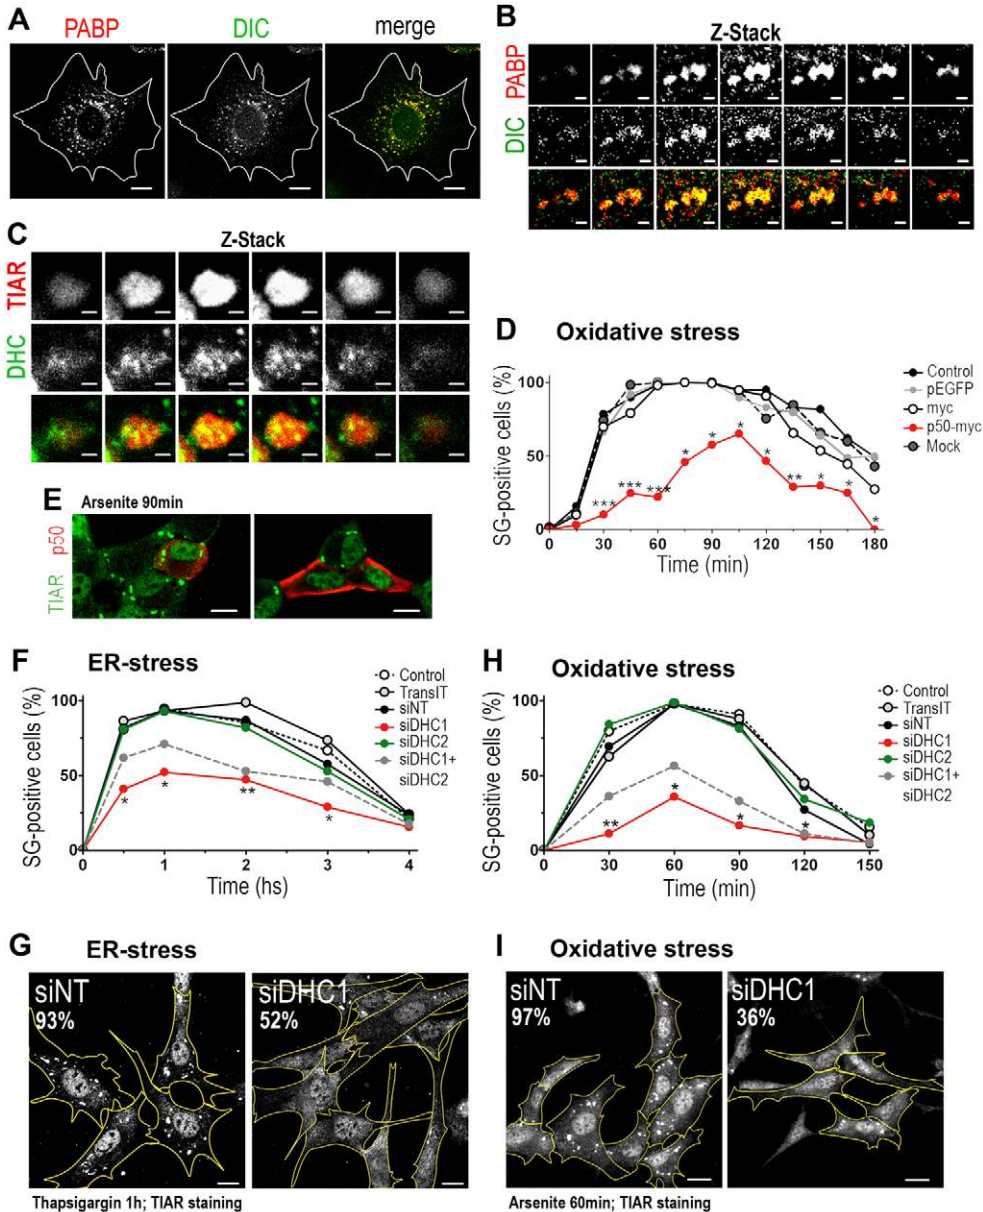 A
PABP DIC merge
B
Z-Stack
PABP
DIC
C
Z-Stack
TIAR
DHC
D Oxidative stress
SG-positive cells (%)
100
50
0
0 30 60 90 120 150 180
Time (min)
*** *** *** * * * * ** * * *
Control
pEGFP
myc
p50-myc
Mock
E Arsenite 90min
TIAR p50
F ER-stress
SG-positive cells (%)
100
50
0
0 1 2 3 4
Time (hs)
* * ** *
Control
TransIT
siNT
siDHC1
siDHC2
siDHC1+
siDHC2
H Oxidative stress
SG-positive cells (%)
100
50
0
0 30 60 90 120 150
Time (min)
** * * *
Control
TransIT
siNT
siDHC1
siDHC2
siDHC1+
siDHC2
G ER-stress
siNT
93%
siDHC1
52%
Thapsigargin 1h; TIAR staining
I Oxidative stress
siNT
97%
siDHC1
36%
Arsenite 60min; TIAR staining